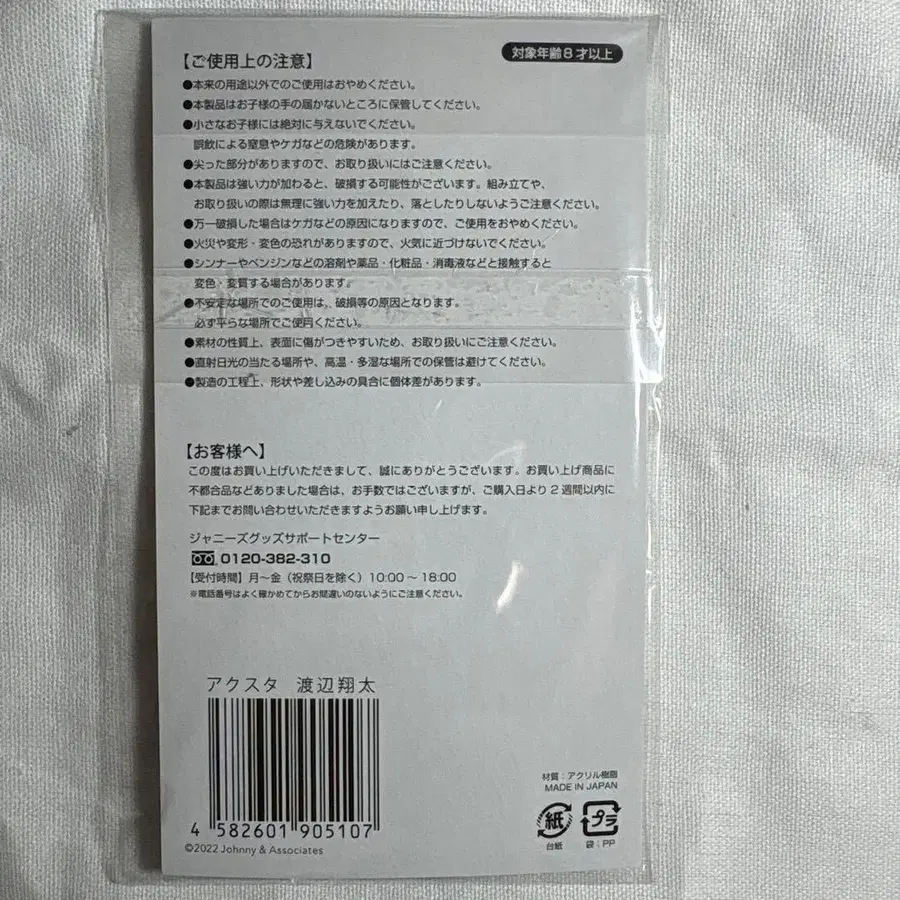 【ご使用上の注意】
対象年齢8才以上
●本来の用途以外でのご使用はおやめください。
●本製品はお子様の手の届かないところに保管してください。
●小さなお子様には絶対に与えないでください。
誤飲による窒息やケガなどの危険があります。
●尖った部分がありますので、お取り扱いにはご注意ください。
●本製品は強い力が加わると、破損する可能性がございます。組み立てや、
お取り扱いの際は無理に強い力を加えたり、落としたりしないようご注意ください。
●万一破損した場合はケガなどの原因になりますので、ご使用をおやめください。
●火災や変形・変色の恐れがありますので、火気に近づけないでください。
●シンナーやベンジンなどの溶剤や薬品・化粧品・消毒液などと接触すると
変色・変質する場合があります。
●不安定な場所でのご使用は、破損等の原因となります。
必ず平らな場所でご使用ください。
●素材の性質上、表面に傷がつきやすいため、お取り扱いにご注意ください。
●直射日光の当たる場所や、高温・多湿な場所での保管は避けてください。
●製造の工程上、形状や差し込みの具合に個体差があります。
【お客様へ】
この度はお買い上げいただきまして、誠にありがとうございます。お買い上げ商品に
不都合品などありました場合は、お手数ではございますが、ご購入日より2週間以内に
下記までお問い合わせいただきますようお願い申し上げます。
ジャニーズグッズサポートセンター
0120-382-310
【受付時間】月〜金（祝祭日を除く）10:00〜18:00
※電話番号はよく確かめてからお間違いのないようにご注意ください。
アクスタ 渡辺翔太
4 582601 905107
©2022 Johnny & Associates
材質：アクリル樹脂
MADE IN JAPAN
紙
プラ
台紙
袋：PP